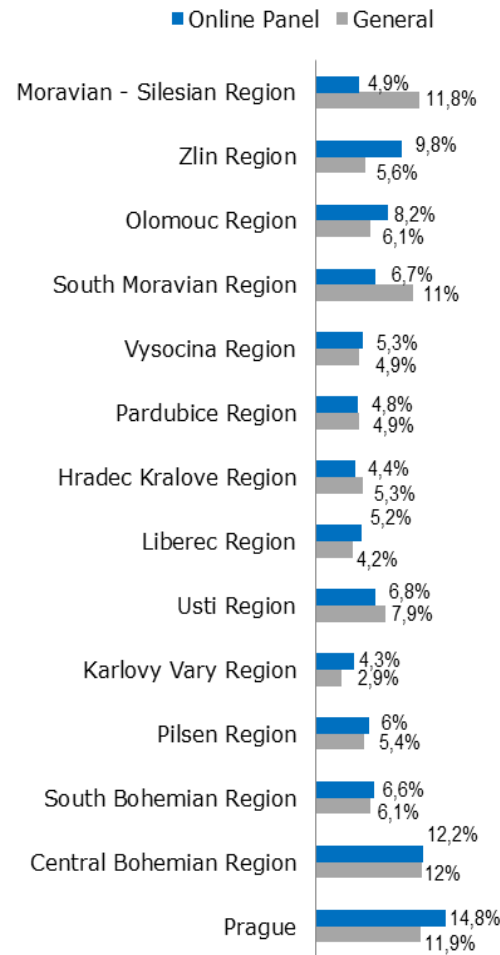 Online Panel General
Moravian - Silesian Region
4,9%
11,8%
Zlin Region
9,8%
5,6%
Olomouc Region
8,2%
6,1%
South Moravian Region
6,7%
11%
Vysocina Region
5,3%
4,9%
Pardubice Region
4,8%
4,9%
Hradec Kralove Region
4,4%
5,3%
Liberec Region
5,2%
4,2%
Usti Region
6,8%
7,9%
Karlovy Vary Region
4,3%
2,9%
Pilsen Region
6%
5,4%
South Bohemian Region
6,6%
6,1%
Central Bohemian Region
12,2%
12%
Prague
14,8%
11,9%